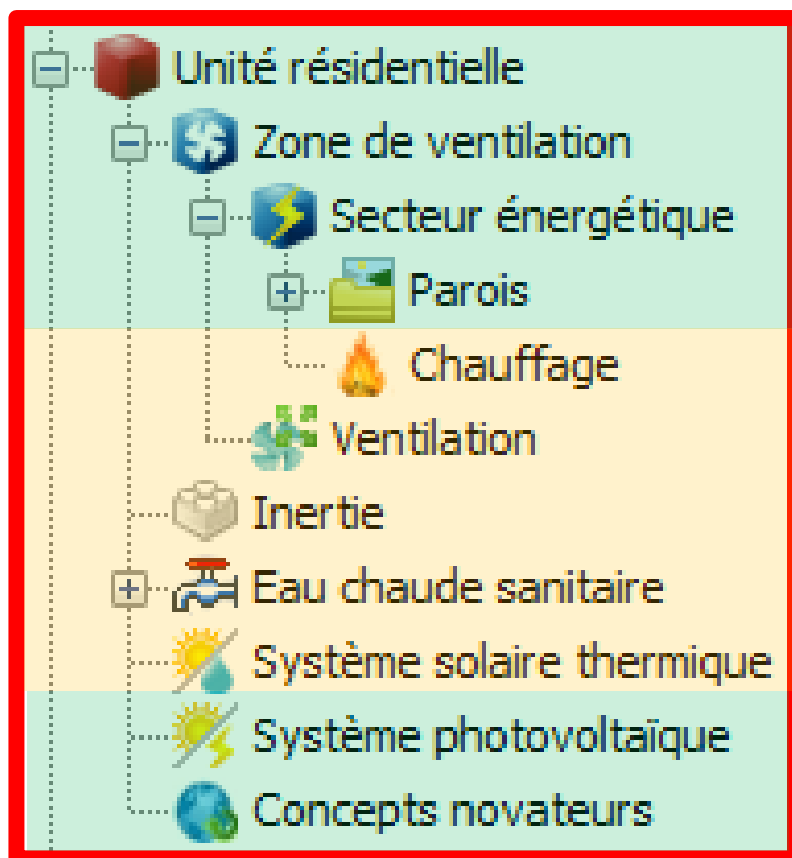 Unité résidentielle
Zone de ventilation
Secteur énergétique
Parois
Chauffage
Ventilation
Inertie
Eau chaude sanitaire
Système solaire thermique
Système photovoltaïque
Concepts novateurs